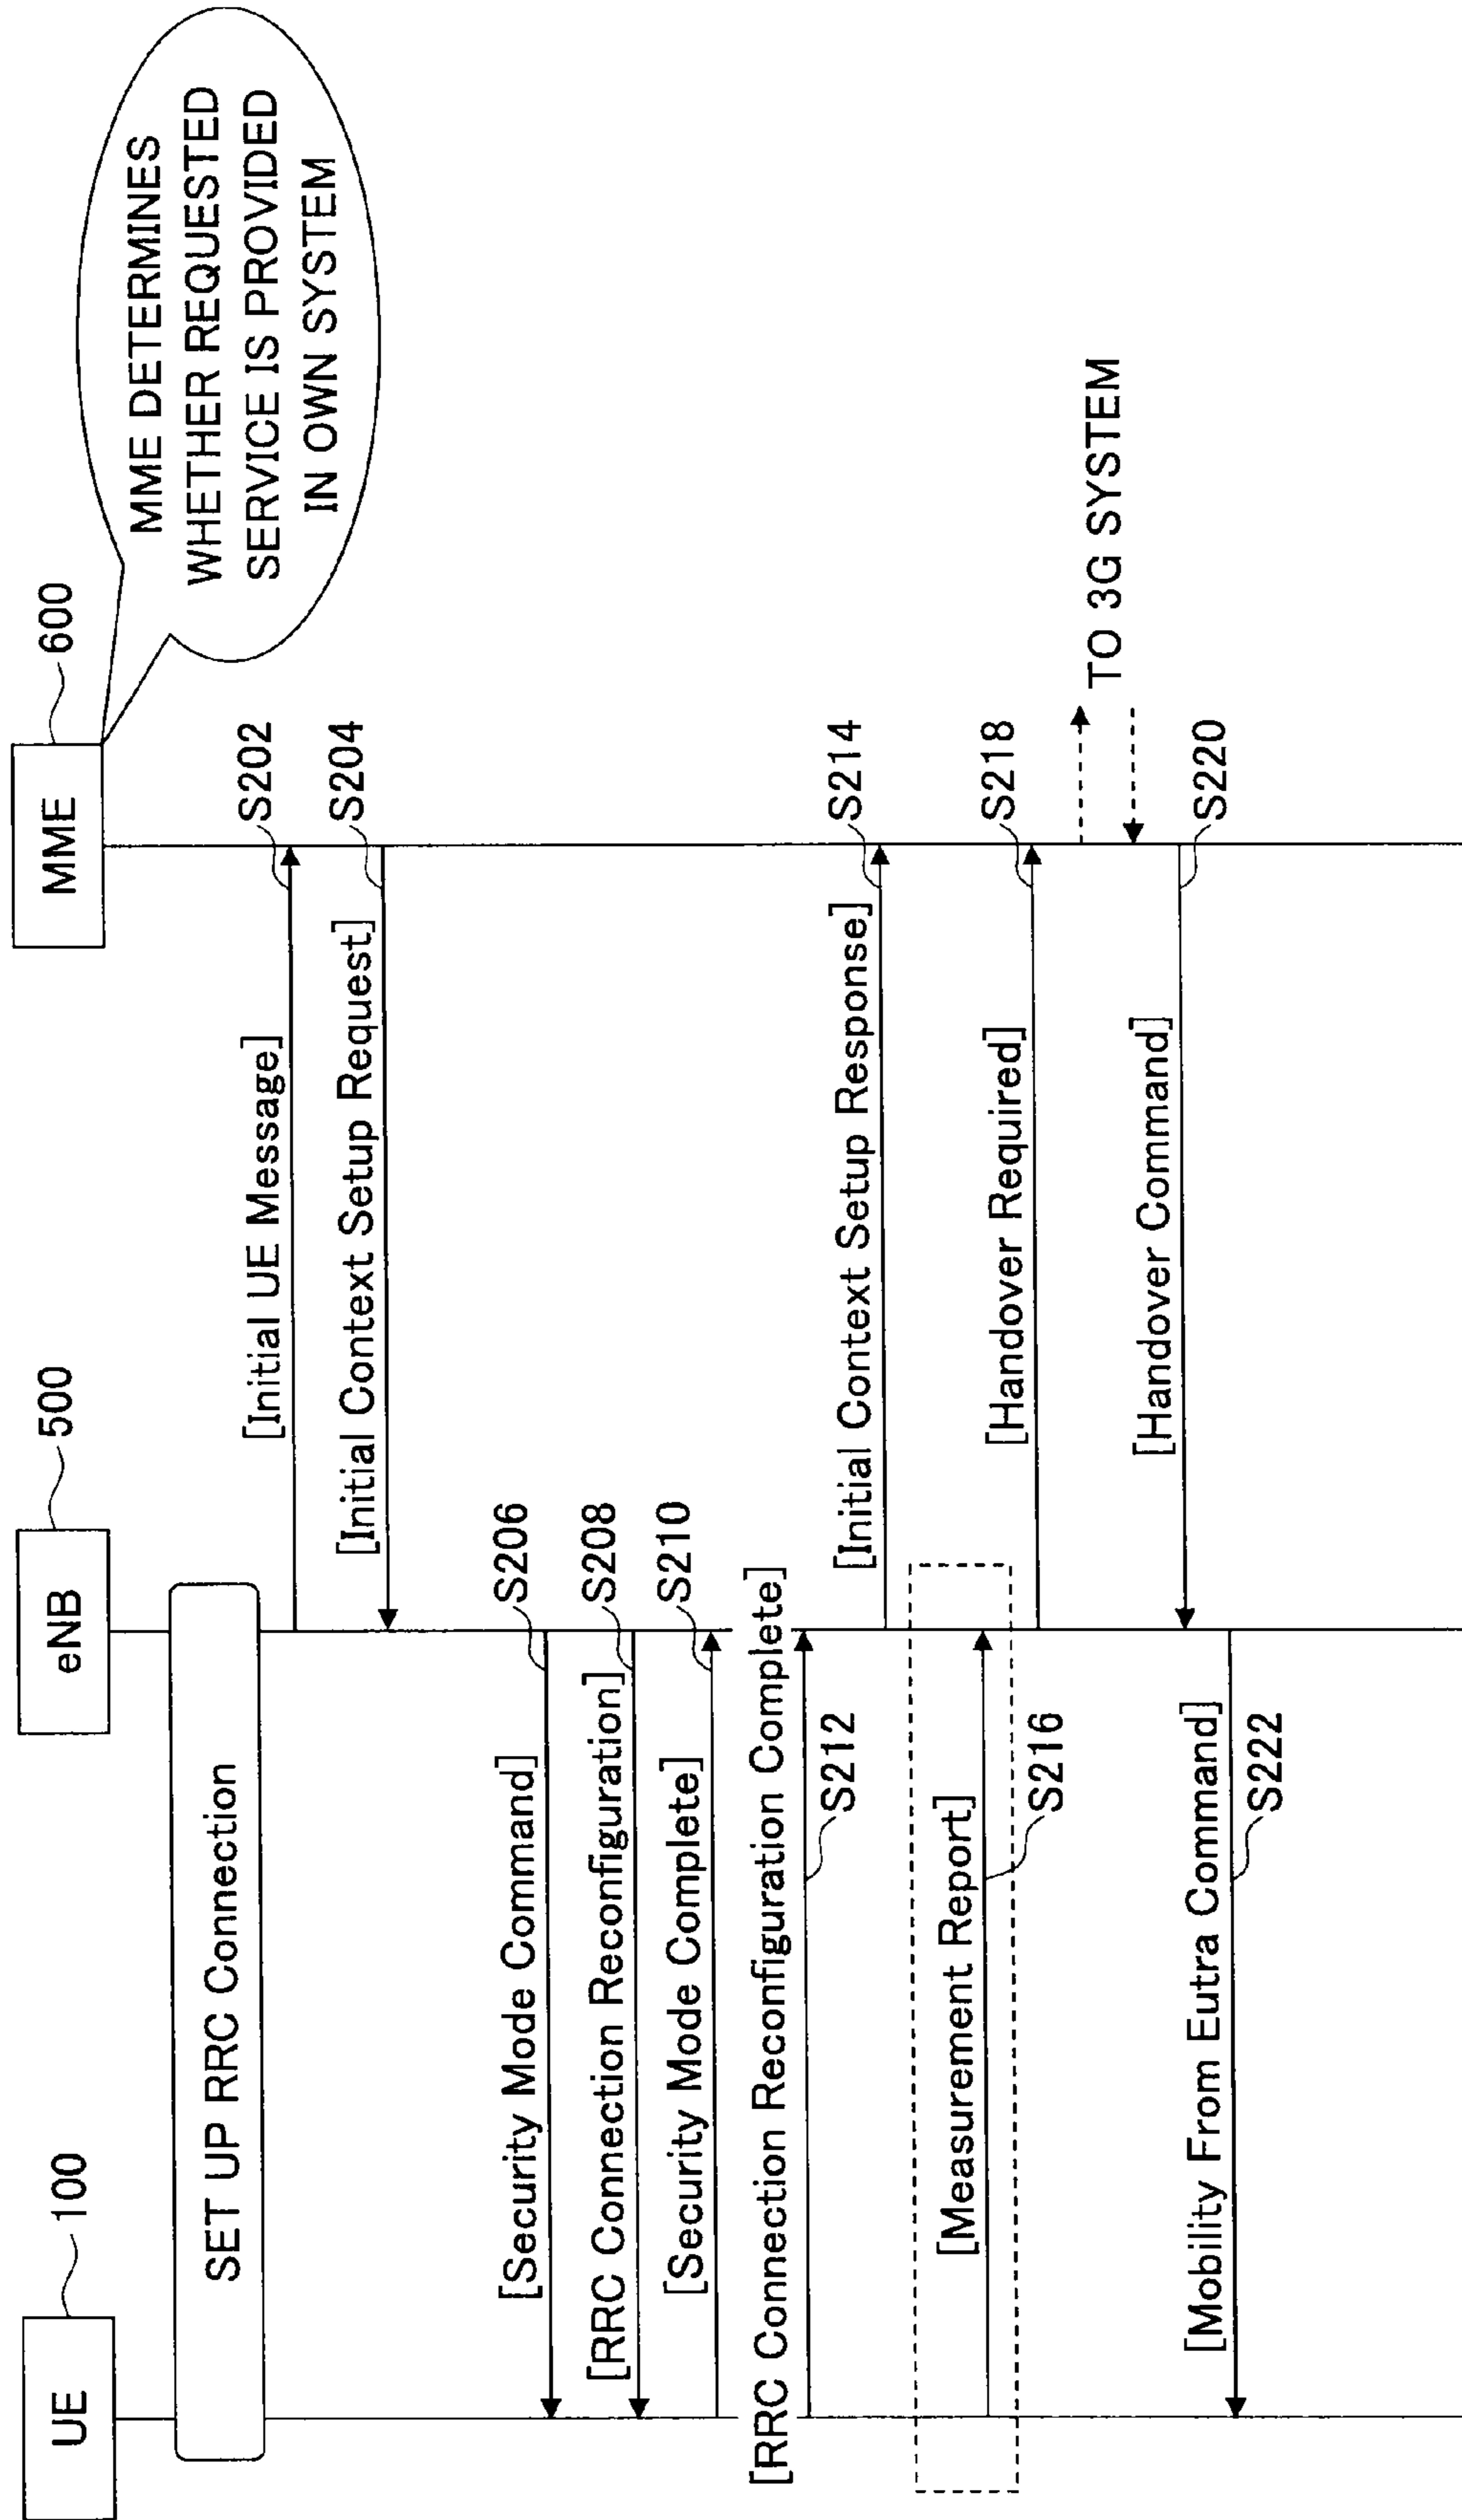 UE
100
eNB
500
MME
600
MME DETERMINES
WHETHER REQUESTED
SERVICE IS PROVIDED
IN OWN SYSTEM
SET UP RRC Connection
[Initial UE Message]
S202
[Initial Context Setup Request]
S204
[Security Mode Command]
S206
[RRC Connection Reconfiguration]
S208
[Security Mode Complete]
S210
[RRC Connection Reconfiguration Complete]
S212
[Initial Context Setup Response]
S214
[Measurement Report]
S216
[Handover Required]
S218
TO 3G SYSTEM
[Handover Command]
S220
[Mobility From Eutra Command]
S222